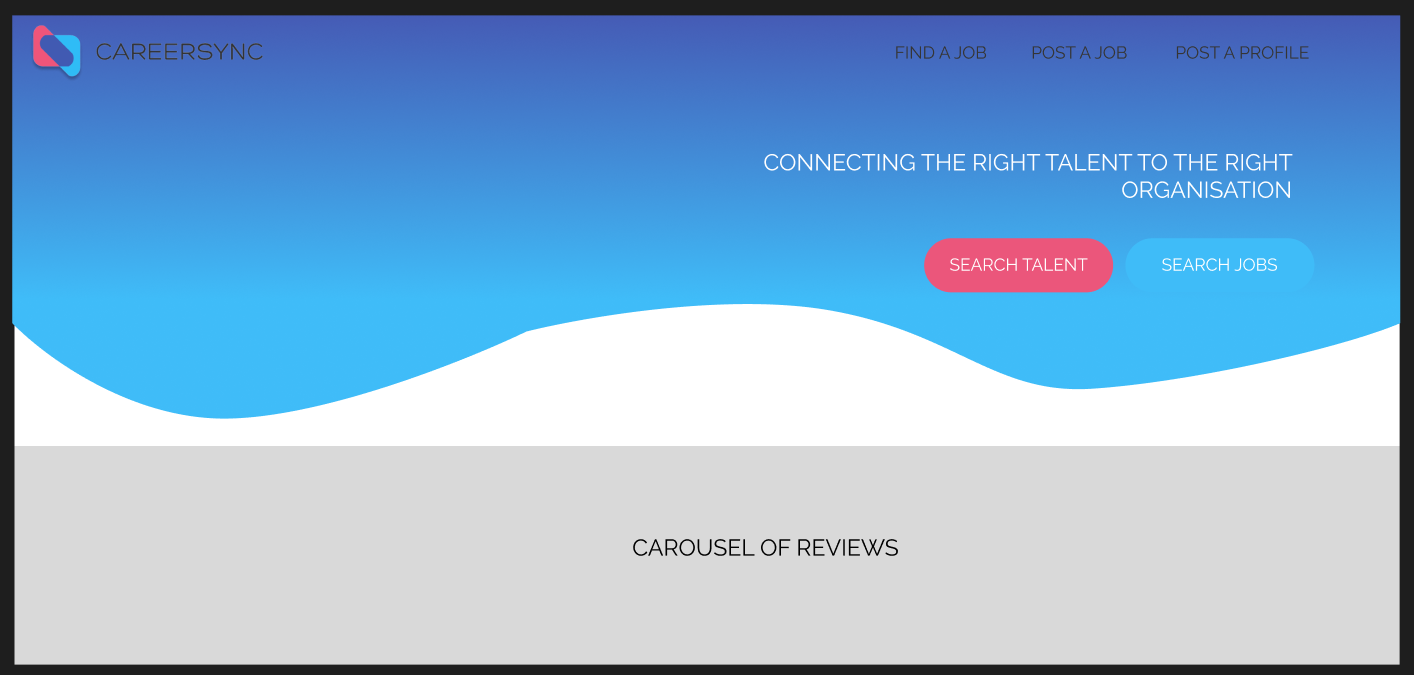 CAREERSYNC
FIND A JOB
POST A JOB
POST A PROFILE
CONNECTING THE RIGHT TALENT TO THE RIGHT
ORGANISATION
SEARCH TALENT
SEARCH JOBS
CAROUSEL OF REVIEWS